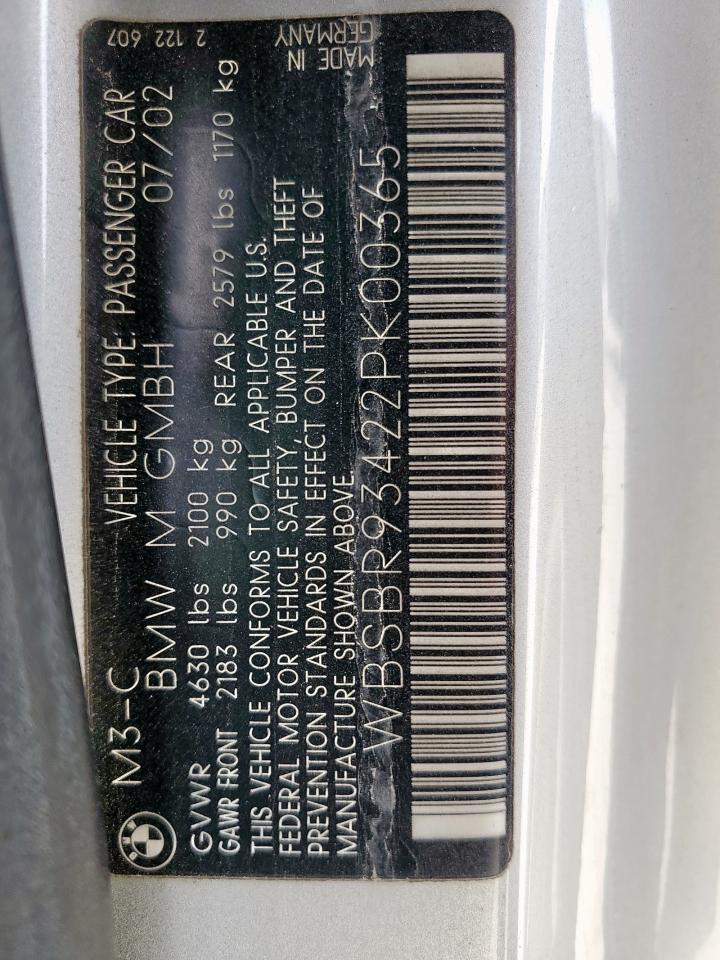 M3-C VEHICLE TYPE: PASSENGER CAR
BMW M GMBH 07/02
GVWR 4630 lbs 2100 kg
GAWR FRONT 2183 lbs 990 kg REAR 2579 lbs 1170 kg
THIS VEHICLE CONFORMS TO ALL APPLICABLE U.S.
FEDERAL MOTOR VEHICLE SAFETY, BUMPER AND THEFT
PREVENTION STANDARDS IN EFFECT ON THE DATE OF
MANUFACTURE SHOWN ABOVE.
WBSBR93422PK00365
MADE IN
GERMANY
2 122 607
BMW